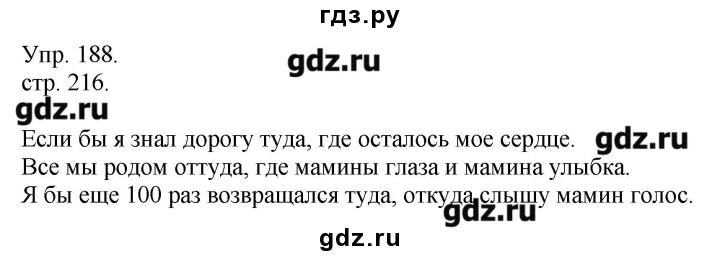 гдз.ру
Упр. 188.
gdz.ru
стр. 216.
gdz.ru
Если бы я знал дорогу туда, где осталось мое сердце.
gdz.ru
Все мы родом оттуда, где мамины глаза и мамина улыбка.
Я бы еще 100 раз возвращался туда, откуда слышу мамин голос.
gdz.ru
gdz.ru